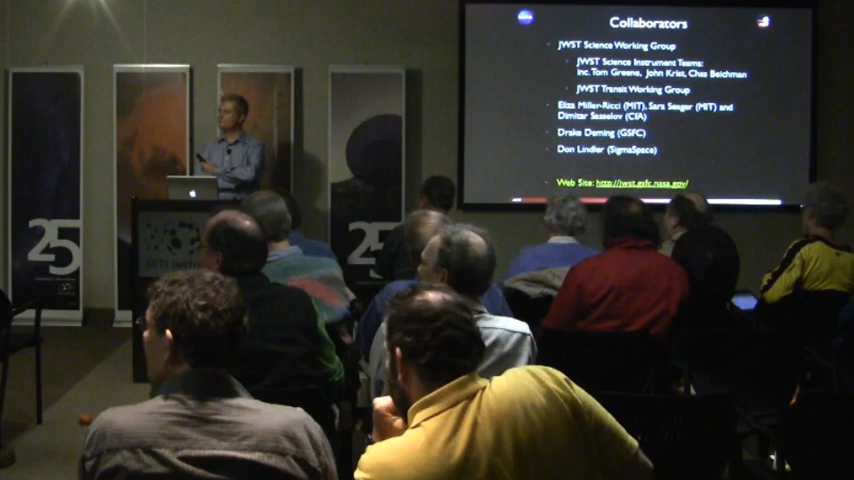 Collaborators
JWST Science Working Group
JWST Science Instrument Teams:
inc. Tom Greene, John Krist, Chas Beichman
JWST Transit Working Group
Eliza Miller-Ricci (MIT), Sara Seager (MIT) and
Dimitar Sasselov (CfA)
Drake Deming (GSFC)
Don Lindler (SigmaSpace)
Web Site: http://jwst.gsfc.nasa.gov/
25
25
SETI INSTIT